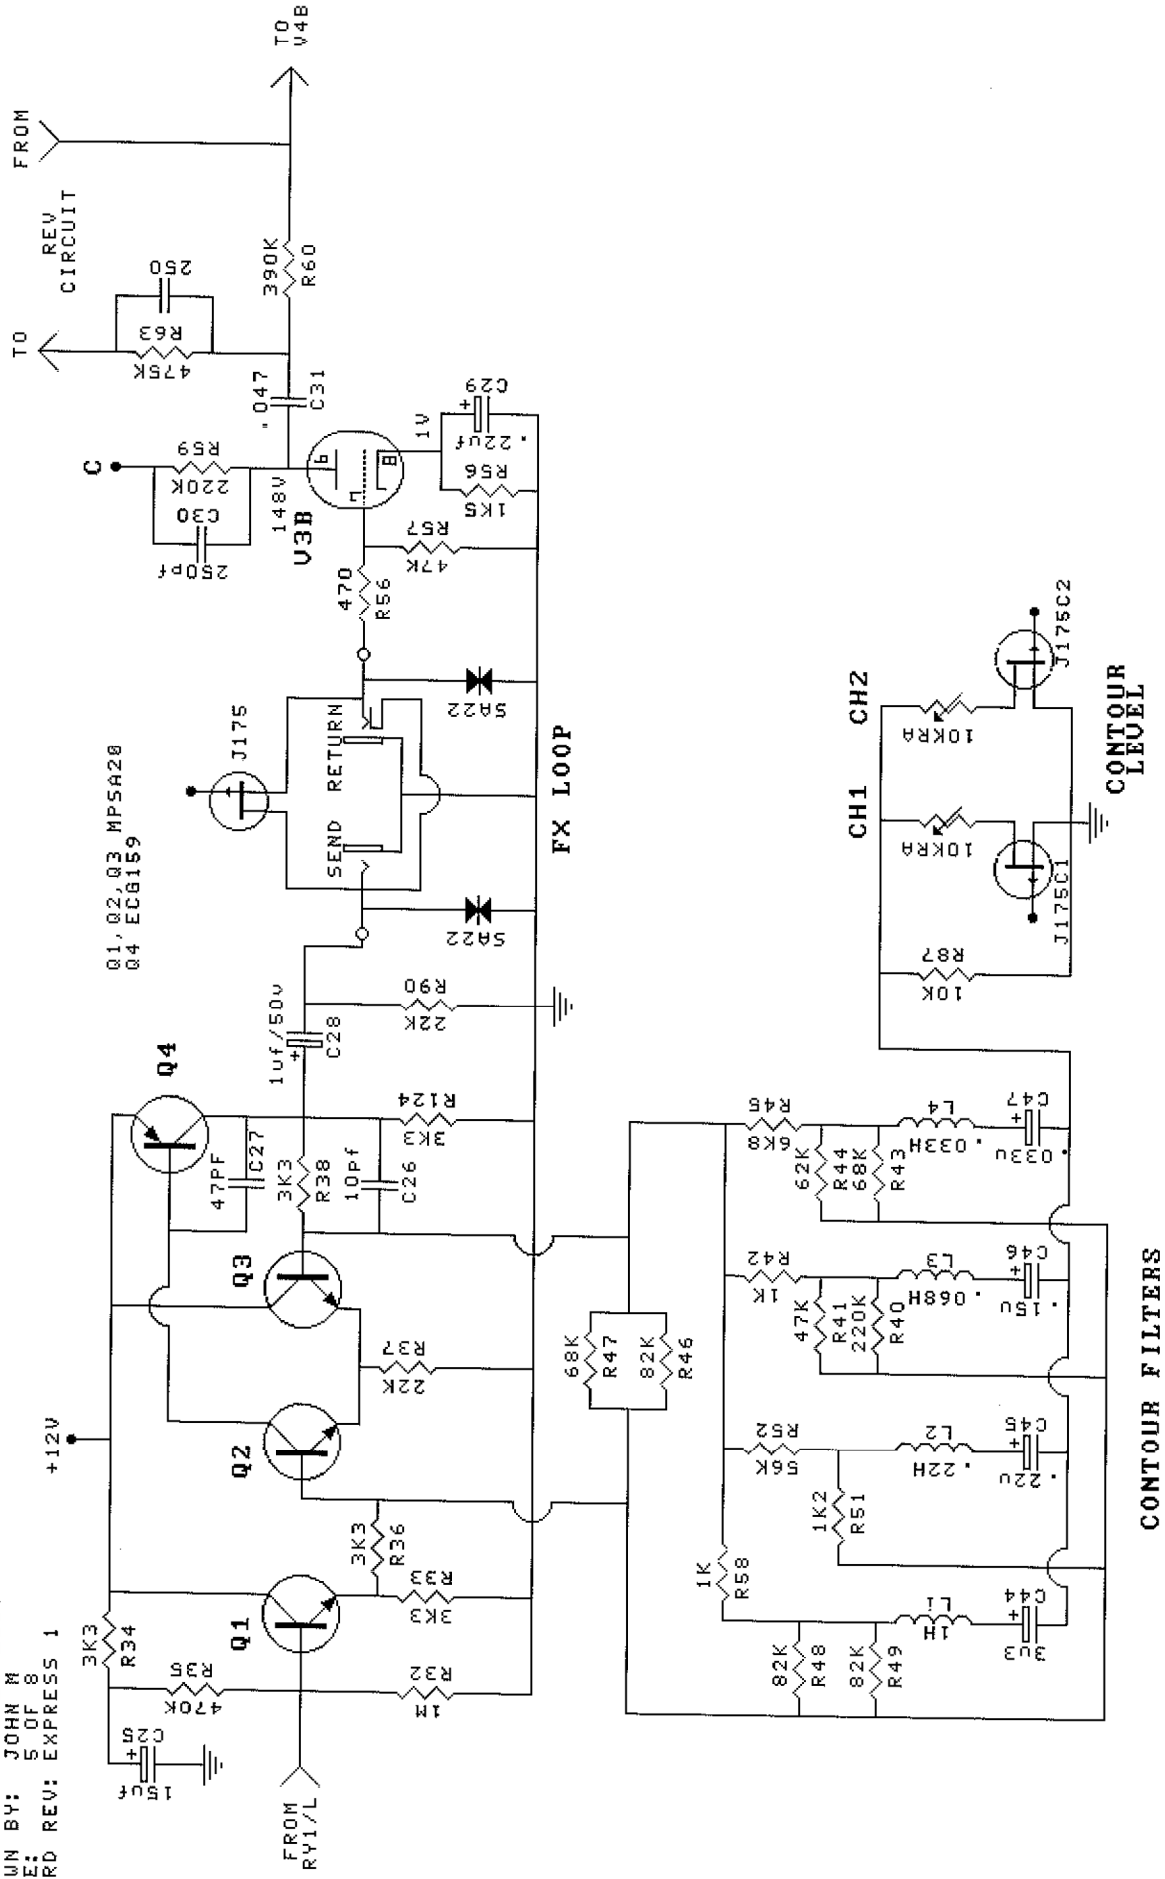 WN BY: JOHN M
E: 5 OF 8
RD REV: EXPRESS 1
+12V
Q1,Q2,Q3 MPSA20
Q4 ECG159
3K3
R34
C25
+
15uf
R35
470K
R32
1M
FROM
RY1/L
Q1
R33
3K3
3K3
R36
Q2
Q3
R37
22K
Q4
47PF
C27
3K3
R38
10pf
C26
R124
3K3
1uf/50v
+
C28
R90
22K
SA22
SEND
RETURN
J175
SA22
FX LOOP
470
R56
R57
47K
V3B
7
6
8
148V
C
R59
220K
C30
250pf
1V
R56
1K5
+
C29
.22uf
.047
C31
TO
REV
CIRCUIT
FROM
R63
475K
250
390K
R60
TO
V4B
68K
R47
82K
R46
1K
R58
82K
R48
82K
R49
L1
1H
C44
+
3u3
R52
56K
1K2
R51
L2
.22H
C45
+
.22u
R42
1K
47K
R41
220K
R40
L3
.068H
C46
+
.15u
R45
6K8
62K
R44
68K
R43
L4
.033H
C47
+
.033u
CONTOUR FILTERS
R87
10K
CH1
10KRA
J175C1
CH2
10KRA
J175C2
CONTOUR
LEVEL